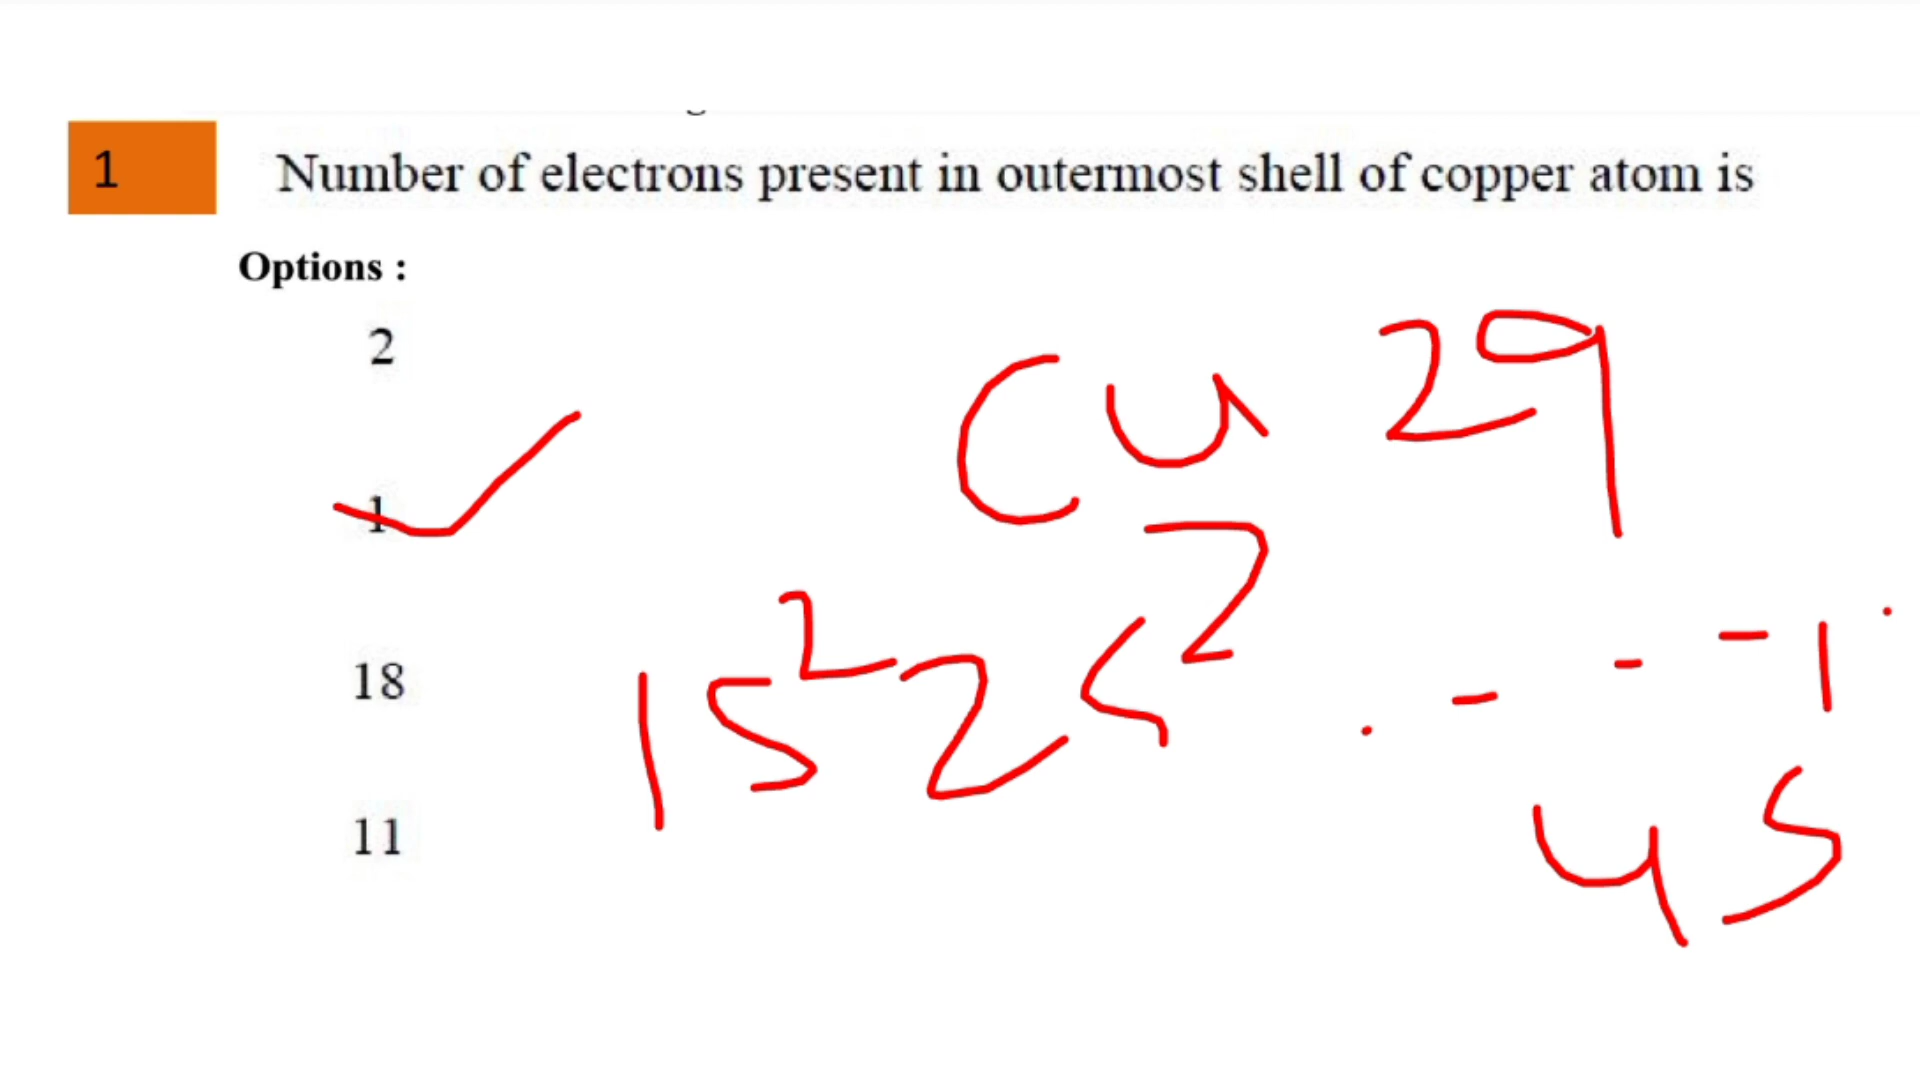 1 Number of electrons present in outermost shell of copper atom is
Options :
2
Cu 29
1
1s² 2s² . - - - 1
18
4s
11